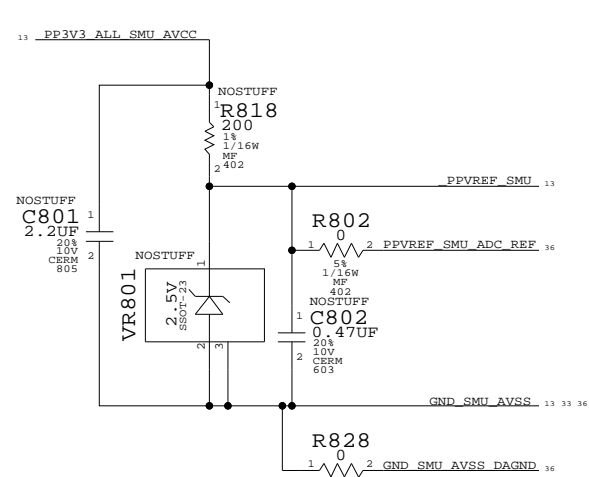 13 PP3V3_ALL_SMU_AVCC
NOSTUFF
1
R818
200
1%
1/16W
MF
2 402
PPVREF_SMU 13
NOSTUFF
C801 1
2.2UF
20%
10V
CERM 2
805
R802
0
1 2 PPVREF_SMU_ADC_REF 36
5%
1/16W
MF
402
NOSTUFF 1
VR801
2.5V
SSOT-23
2 3
NOSTUFF
1 C802
0.47UF
20%
10V
2 CERM
603
GND_SMU_AVSS 13 33 36
R828
0
1 2 GND_SMU_AVSS_DAGND 36